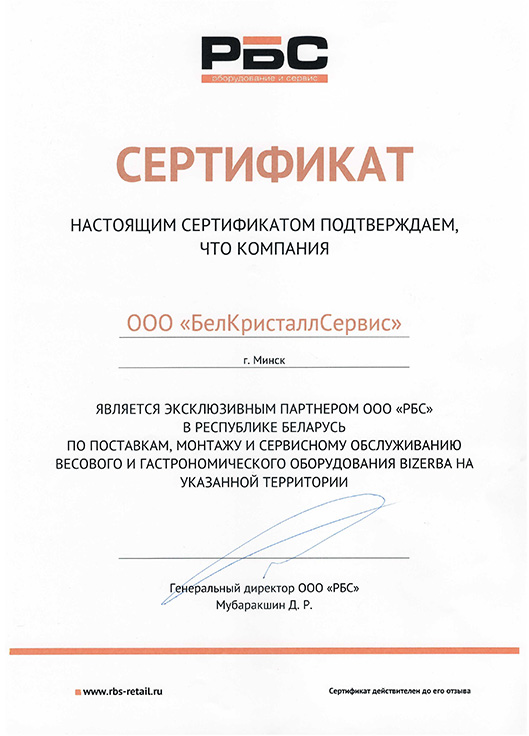 РБС
оборудование и сервис
СЕРТИФИКАТ
НАСТОЯЩИМ СЕРТИФИКАТОМ ПОДТВЕРЖДАЕМ,
ЧТО КОМПАНИЯ
ООО «БелКристаллСервис»
г. Минск
ЯВЛЯЕТСЯ ЭКСКЛЮЗИВНЫМ ПАРТНЕРОМ ООО «РБС»
В РЕСПУБЛИКЕ БЕЛАРУСЬ
ПО ПОСТАВКАМ, МОНТАЖУ И СЕРВИСНОМУ ОБСЛУЖИВАНИЮ
ВЕСОВОГО И ГАСТРОНОМИЧЕСКОГО ОБОРУДОВАНИЯ BIZERBA НА
УКАЗАННОЙ ТЕРРИТОРИИ
Генеральный директор ООО «РБС»
Мубаракшин Д. Р.
www.rbs-retail.ru
Сертификат действителен до его отзыва